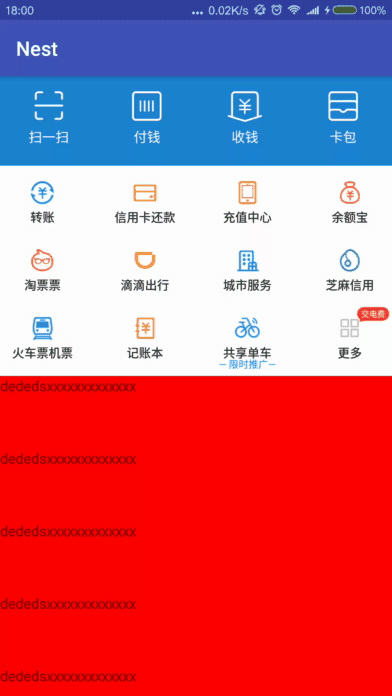 18:00 ... 0.02K/s 100%
Nest
扫一扫 付钱 收钱 卡包
转账 信用卡还款 充值中心 余额宝
淘票票 滴滴出行 城市服务 芝麻信用
交电费
火车票机票 记账本 共享单车 更多
限时推广
dededsxxxxxxxxxxxxx
dededsxxxxxxxxxxxxx
dededsxxxxxxxxxxxxx
dededsxxxxxxxxxxxxx
dededsxxxxxxxxxxxxx